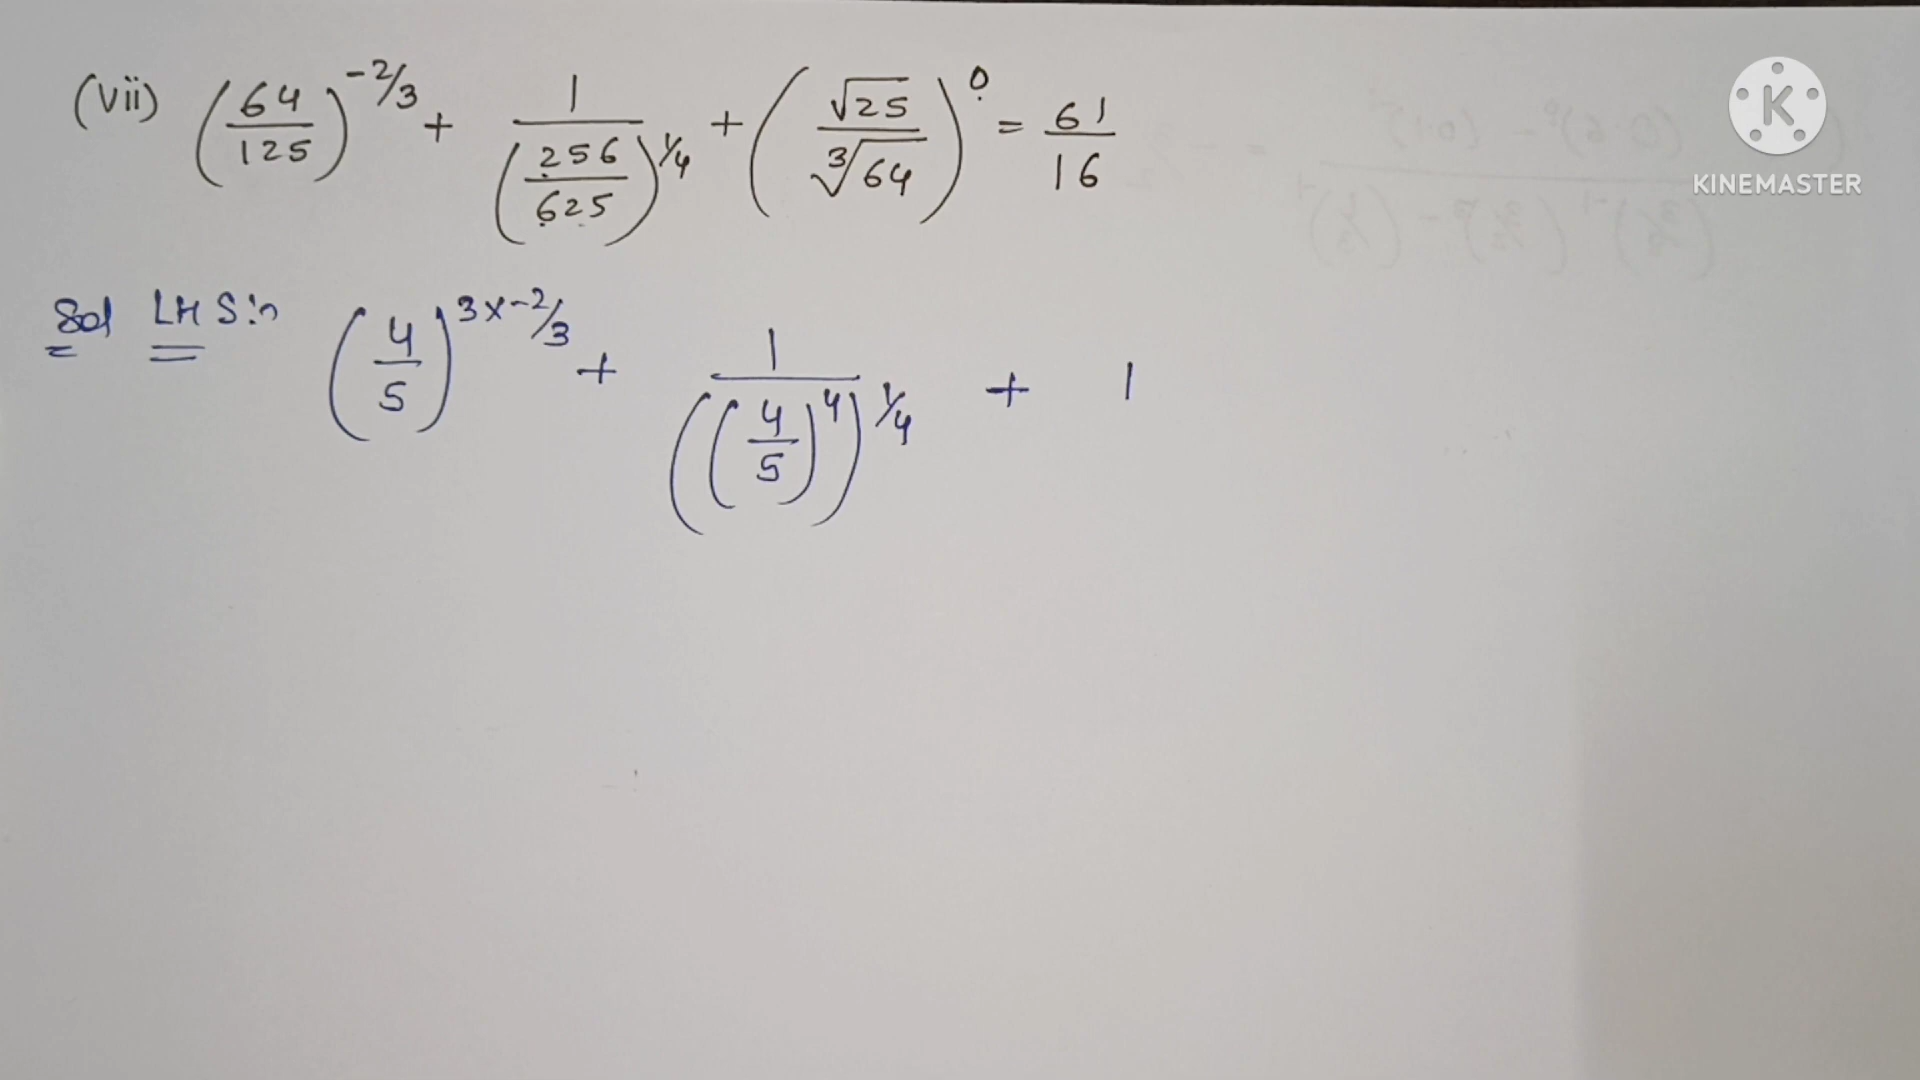 (Vii) (64/125)^-2/3 + 1/(256/625)^1/4 + (√25/∛64)^0 = 61/16
KINEMASTER
Sol LHS:- (4/5)^3x-2/3 + 1/((4/5)^4)^1/4 + 1